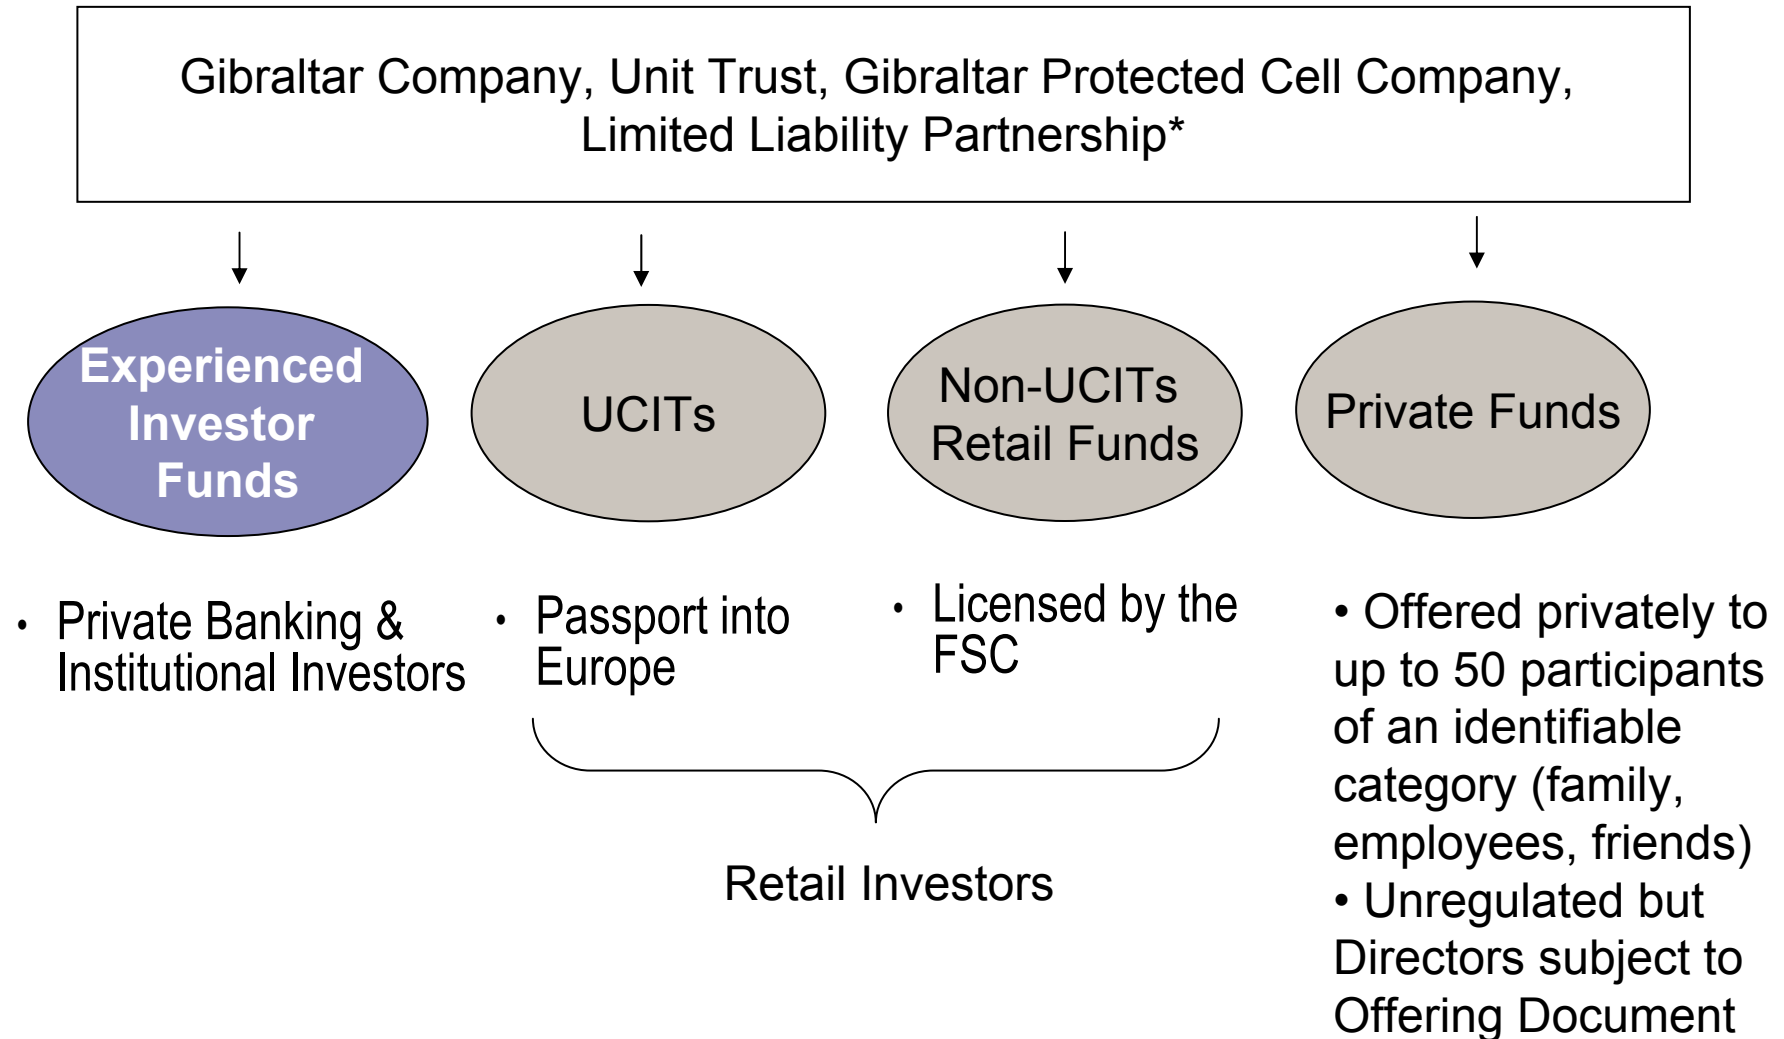 Gibraltar Company, Unit Trust, Gibraltar Protected Cell Company,
Limited Liability Partnership*
Experienced
Investor
Funds
UCITs
Non-UCITs
Retail Funds
Private Funds
• Private Banking &
Institutional Investors
• Passport into
Europe
• Licensed by the
FSC
Retail Investors
• Offered privately to
up to 50 participants
of an identifiable
category (family,
employees, friends)
• Unregulated but
Directors subject to
Offering Document